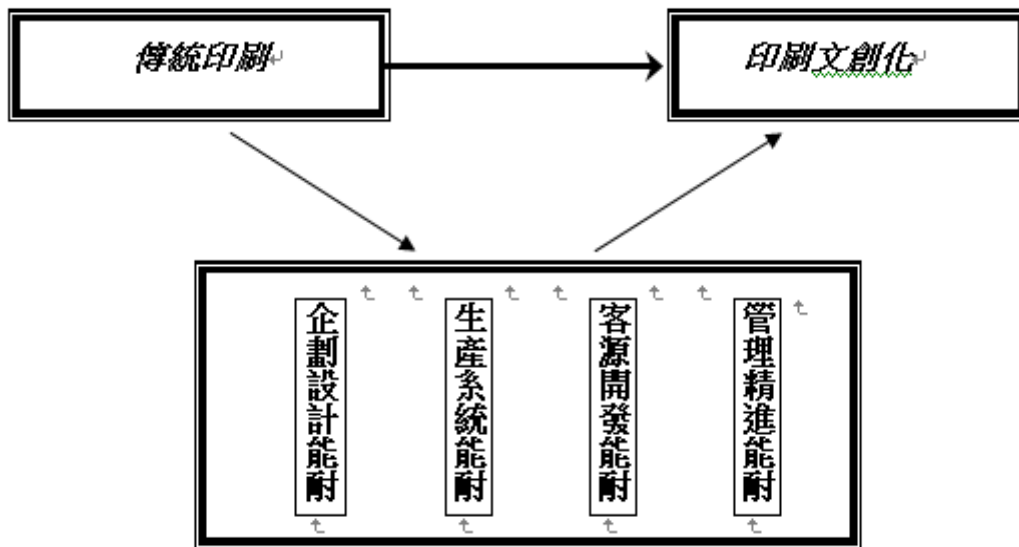 傳統印刷
印刷文創化
企劃設計能耐
生產系統能耐
客源開發能耐
管理精進能耐